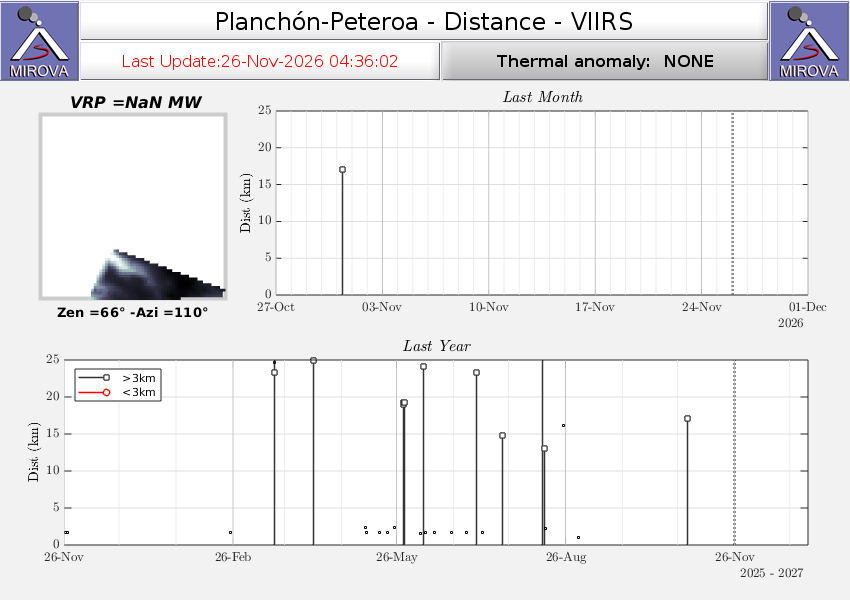 Planchón-Peteroa - Distance - VIIRS
MIROVA
Last Update:26-Nov-2026 04:36:02
Thermal anomaly: NONE
MIROVA
VRP =NaN MW
Zen =66° -Azi =110°
Last Month
Dist (km)
25
20
15
10
5
0
27-Oct 03-Nov 10-Nov 17-Nov 24-Nov 01-Dec
2026
Last Year
Dist (km)
25
20
15
10
5
0
>3km
<3km
26-Nov 26-Feb 26-May 26-Aug 26-Nov
2025 - 2027